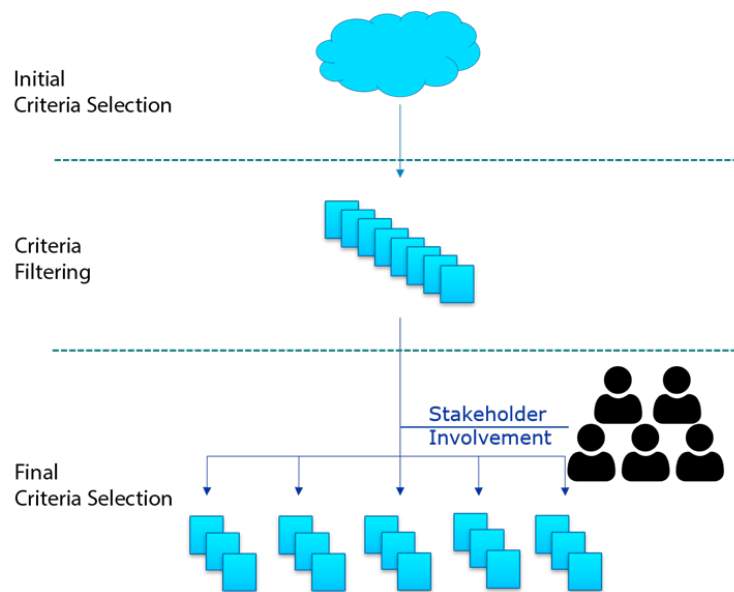 Initial
Criteria Selection
Criteria
Filtering
Stakeholder
Involvement
Final
Criteria Selection